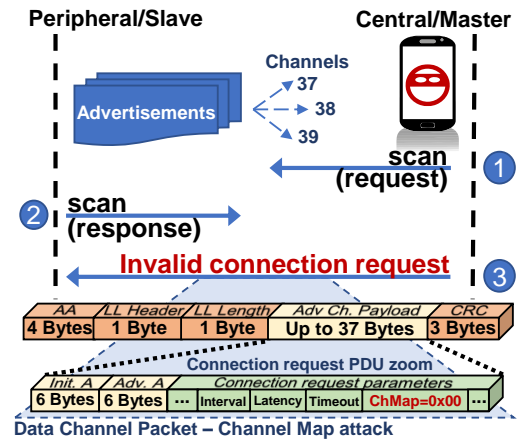 Peripheral/Slave
Central/Master
Channels
37
Advertisements
38
39
scan
(request)
1
2
scan
(response)
Invalid connection request
3
AA
LL Header
LL Length
Adv Ch. Payload
CRC
4 Bytes
1 Byte
1 Byte
Up to 37 Bytes
3 Bytes
Connection request PDU zoom
Init. A
Adv. A
Connection request parameters
6 Bytes
6 Bytes
...
Interval
Latency
Timeout
ChMap=0x00
...
Data Channel Packet – Channel Map attack